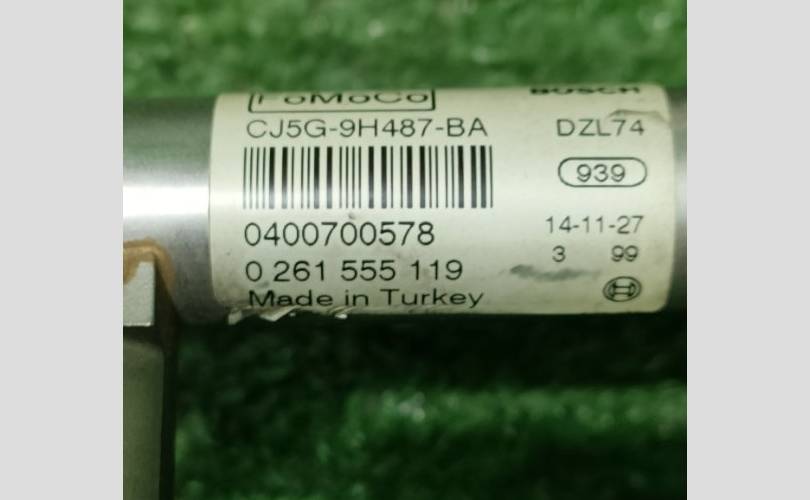 FoMoCo
BOSCH
CJ5G-9H487-BA
DZL74
939
0400700578
14-11-27
0 261 555 119
3 99
Made in Turkey